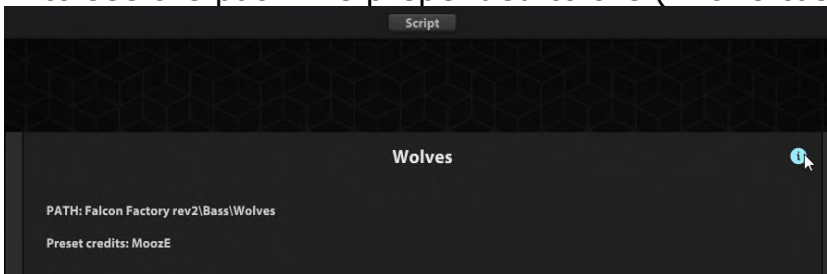 Script
Wolves
PATH: Falcon Factory rev2\Bass\Wolves
Preset credits: MoozE